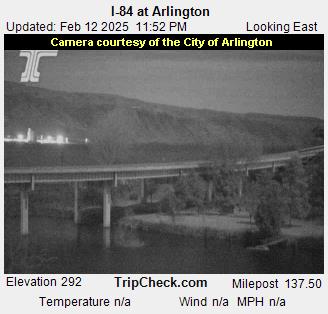 I-84 at Arlington
Updated: Feb 12 2025 11:52 PM Looking East
Camera courtesy of the City of Arlington
Elevation 292 TripCheck.com Milepost 137.50
Temperature n/a Wind n/a MPH n/a